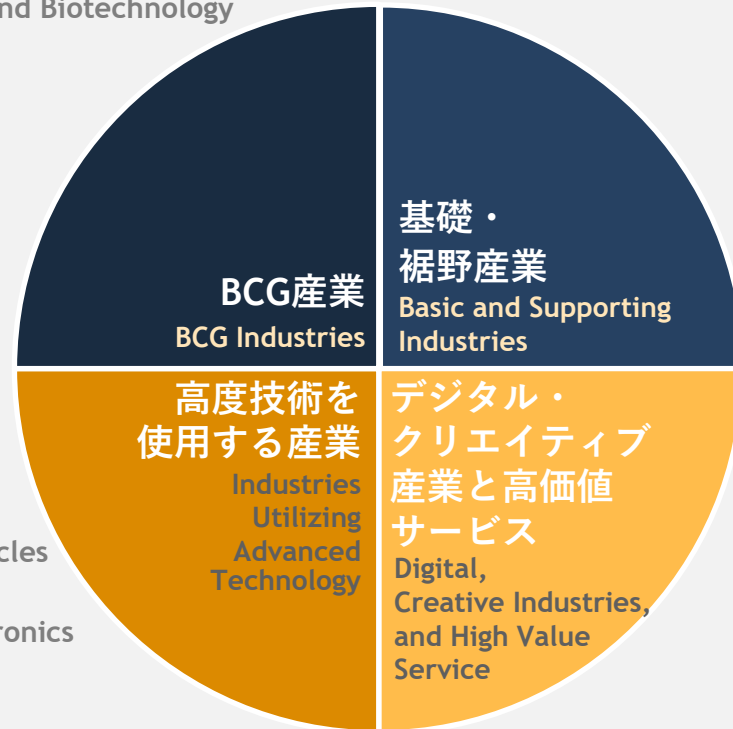 and Biotechnology
BCG産業
BCG Industries
基礎・
裾野産業
Basic and Supporting
Industries
高度技術を
使用する産業
Industries
Utilizing
Advanced
Technology
デジタル・
クリエイティブ
産業と高価値
サービス
Digital,
Creative Industries,
and High Value
Service